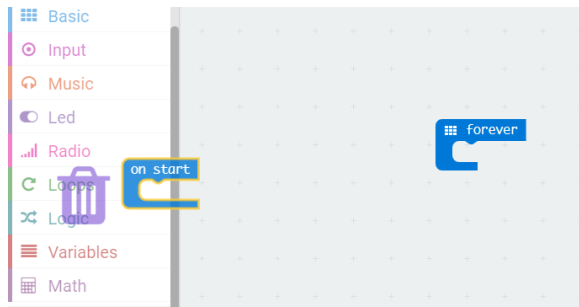 Basic
Input
Music
Led
forever
Radio
on start
Loops
Logic
Variables
Math